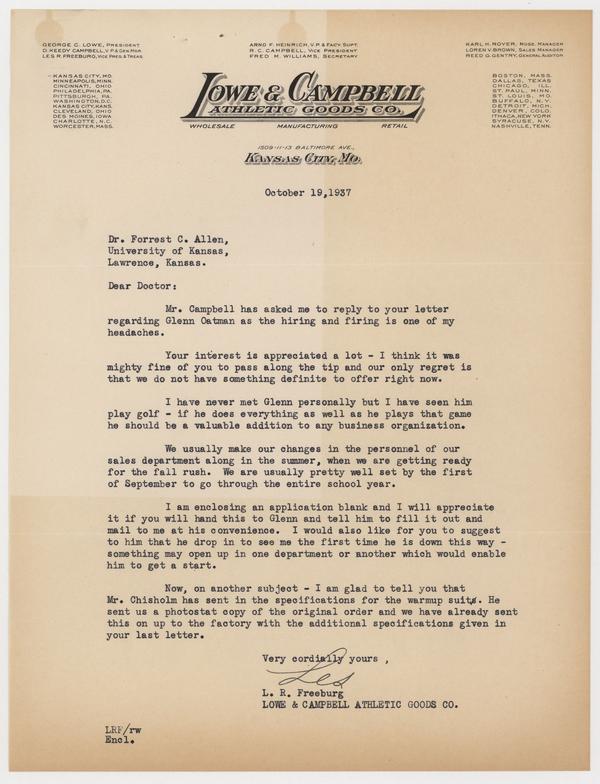 GEORGE C. LOWE, PRESIDENT
D. KEEDY CAMPBELL, V.P. & GEN. MGR.
LES R. FREEBURG, VICE PRES & TREAS.
ARNO F. HEINRICH, V.P. & FAC'Y. SUPT.
R. C. CAMPBELL, VICE PRESIDENT
FRED M. WILLIAMS, SECRETARY
KARL H. ROYER, MDSE. MANAGER
LOREN V. BROWN, SALES MANAGER
REED G. GENTRY, GENERAL AUDITOR
KANSAS CITY, MO.
MINNEAPOLIS, MINN.
CINCINNATI, OHIO
PHILADELPHIA, PA.
PITTSBURGH, PA.
WASHINGTON, D.C.
KANSAS CITY, KANS.
CLEVELAND, OHIO
DES MOINES, IOWA
CHARLOTTE, N.C.
WORCESTER, MASS.
LOWE & CAMPBELL
ATHLETIC GOODS CO.
WHOLESALE MANUFACTURING RETAIL
1509-11-13 BALTIMORE AVE.,
KANSAS CITY, MO.
BOSTON, MASS.
DALLAS, TEXAS
CHICAGO, ILL.
ST. PAUL, MINN.
ST. LOUIS, MO.
BUFFALO, N.Y.
DETROIT, MICH.
DENVER, COLO.
ITHACA, NEW YORK
SYRACUSE, N.Y.
NASHVILLE, TENN.
October 19,1937
Dr. Forrest C. Allen,
University of Kansas,
Lawrence, Kansas.
Dear Doctor:
Mr. Campbell has asked me to reply to your letter
regarding Glenn Oatman as the hiring and firing is one of my
headaches.
Your interest is appreciated a lot - I think it was
mighty fine of you to pass along the tip and our only regret is
that we do not have something definite to offer right now.
I have never met Glenn personally but I have seen him
play golf - if he does everything as well as he plays that game
he should be a valuable addition to any business organization.
We usually make our changes in the personnel of our
sales department along in the summer, when we are getting ready
for the fall rush. We are usually pretty well set by the first
of September to go through the entire school year.
I am enclosing an application blank and I will appreciate
it if you will hand this to Glenn and tell him to fill it out and
mail to me at his convenience. I would also like for you to suggest
to him that he drop in to see me the first time he is down this way -
something may open up in one department or another which would enable
him to get a start.
Now, on another subject - I am glad to tell you that
Mr. Chisholm has sent in the specifications for the warmup suits. He
sent us a photostat copy of the original order and we have already sent
this on up to the factory with the additional specifications given in
your last letter.
Very cordially yours ,
Les
L. R. Freeburg
LOWE & CAMPBELL ATHLETIC GOODS CO.
LRF/rw
Encl.